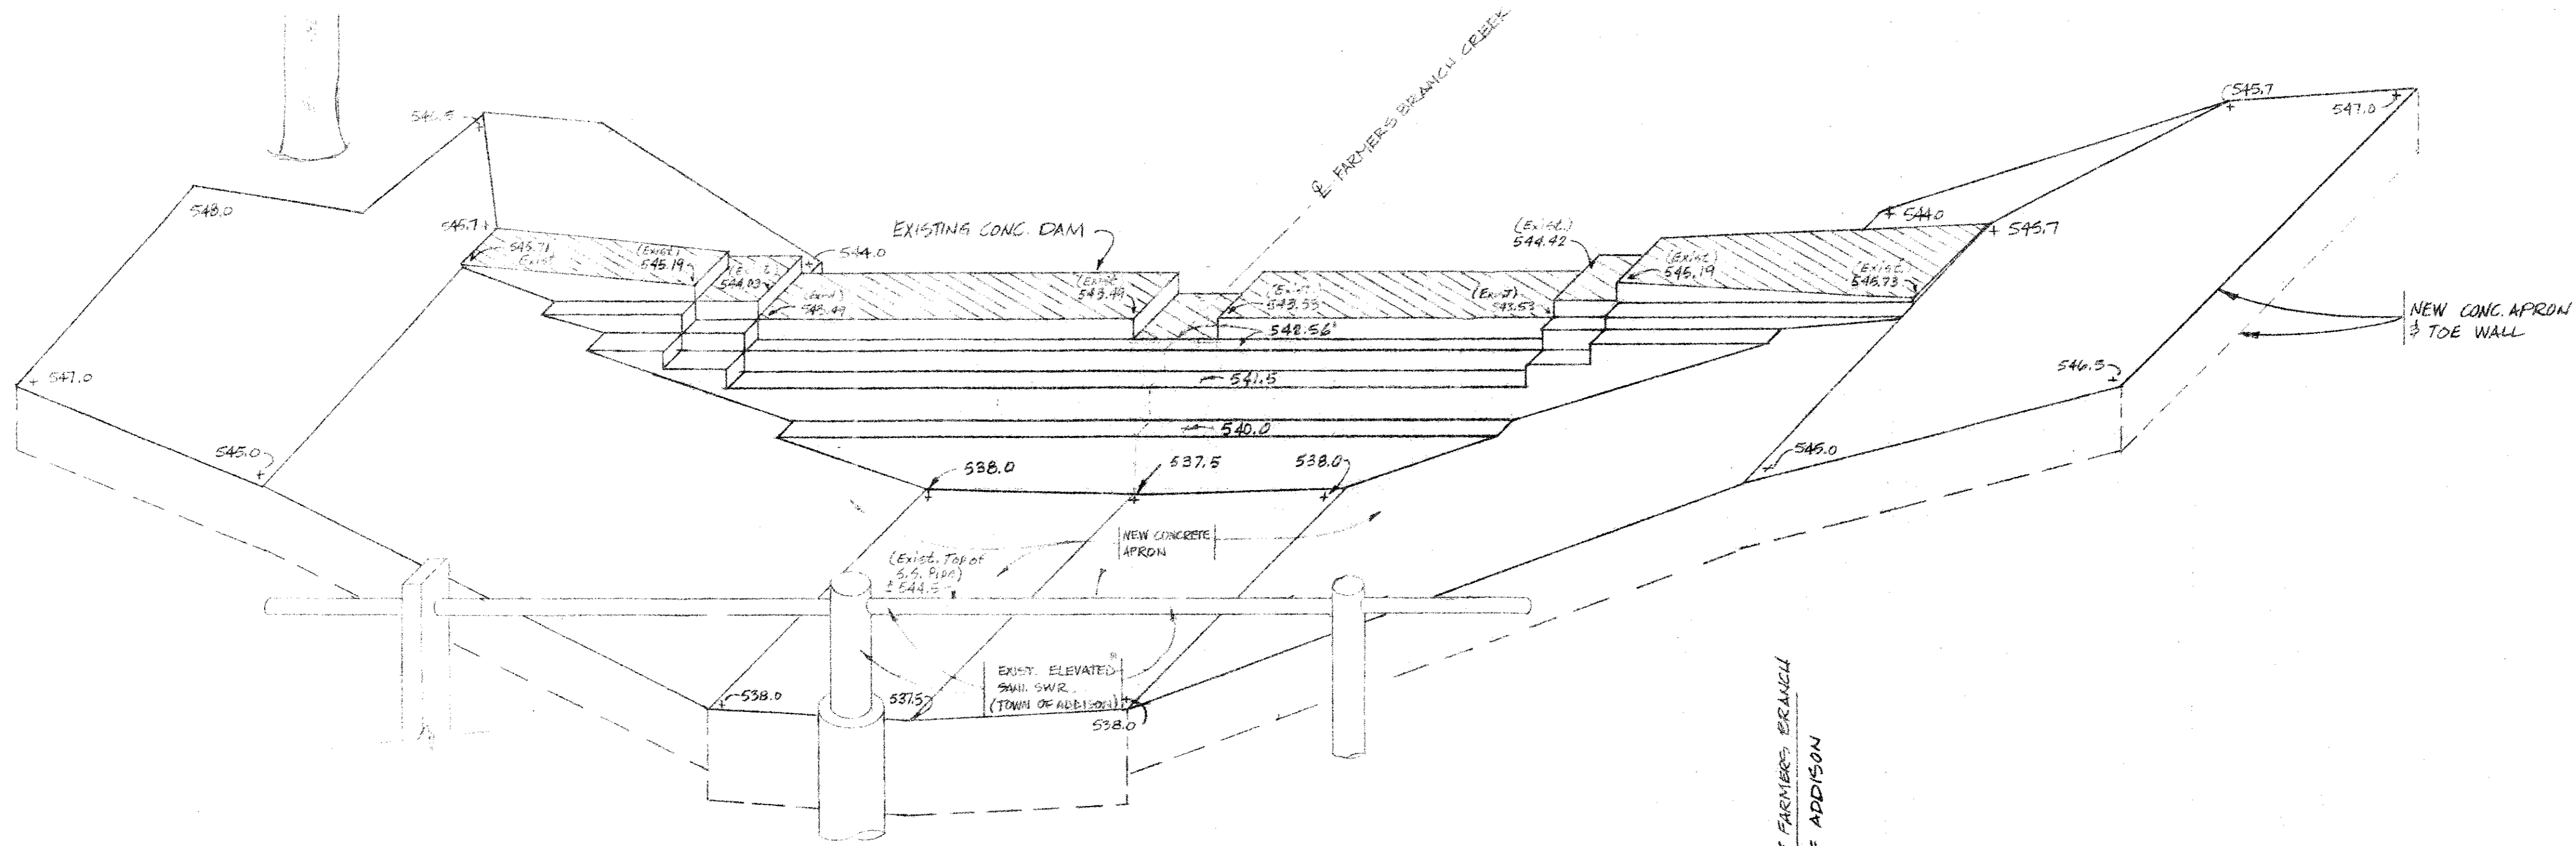 ℄ FARMERS BRANCH CREEK
546.5
548.0
545.7
545.7
547.0
EXISTING CONC. DAM
(Exist.)
544.42
544.0
545.7
545.71
Exist
(Exist)
545.19
(Exist)
544.03
544.0
(Exist)
543.49
(Exist
543.49
(Exist.
543.53
(Exist)
543.53
(Exist)
545.19
(Exist.
545.73
542.56
NEW CONC. APRON
& TOE WALL
547.0
541.5
546.5
540.0
545.0
538.0
537.5
538.0
545.0
NEW CONCRETE
APRON
(Exist. Top of
S.S. Pipe)
± 544.5
EXIST. ELEVATED
SANI. SWR.
(TOWN OF ADDISON)
538.0
537.5
538.0
FARMERS BRANCH
ADDISON